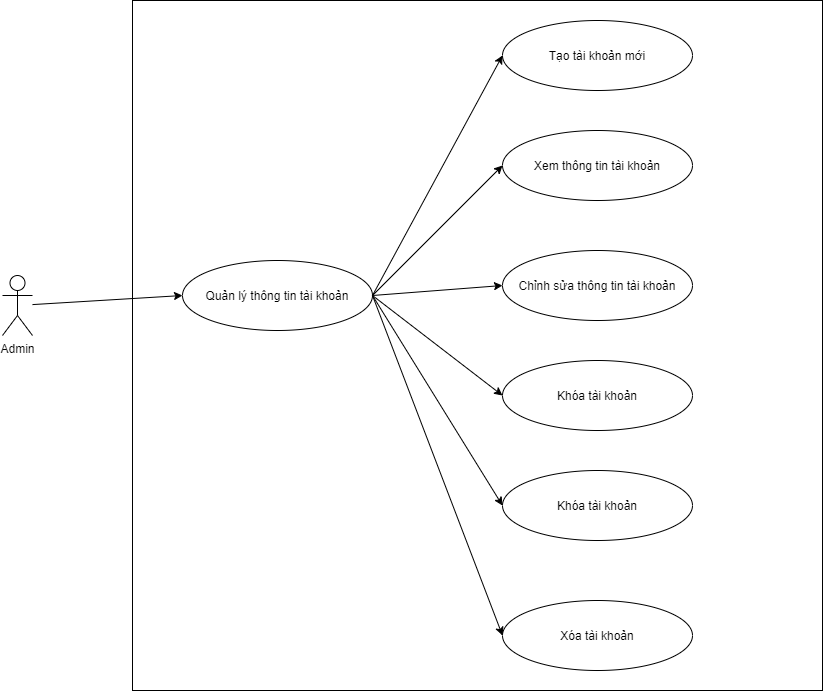 Tạo tài khoản mới
Xem thông tin tài khoản
Quản lý thông tin tài khoản
Chỉnh sửa thông tin tài khoản
Admin
Khóa tài khoản
Khóa tài khoản
Xóa tài khoản